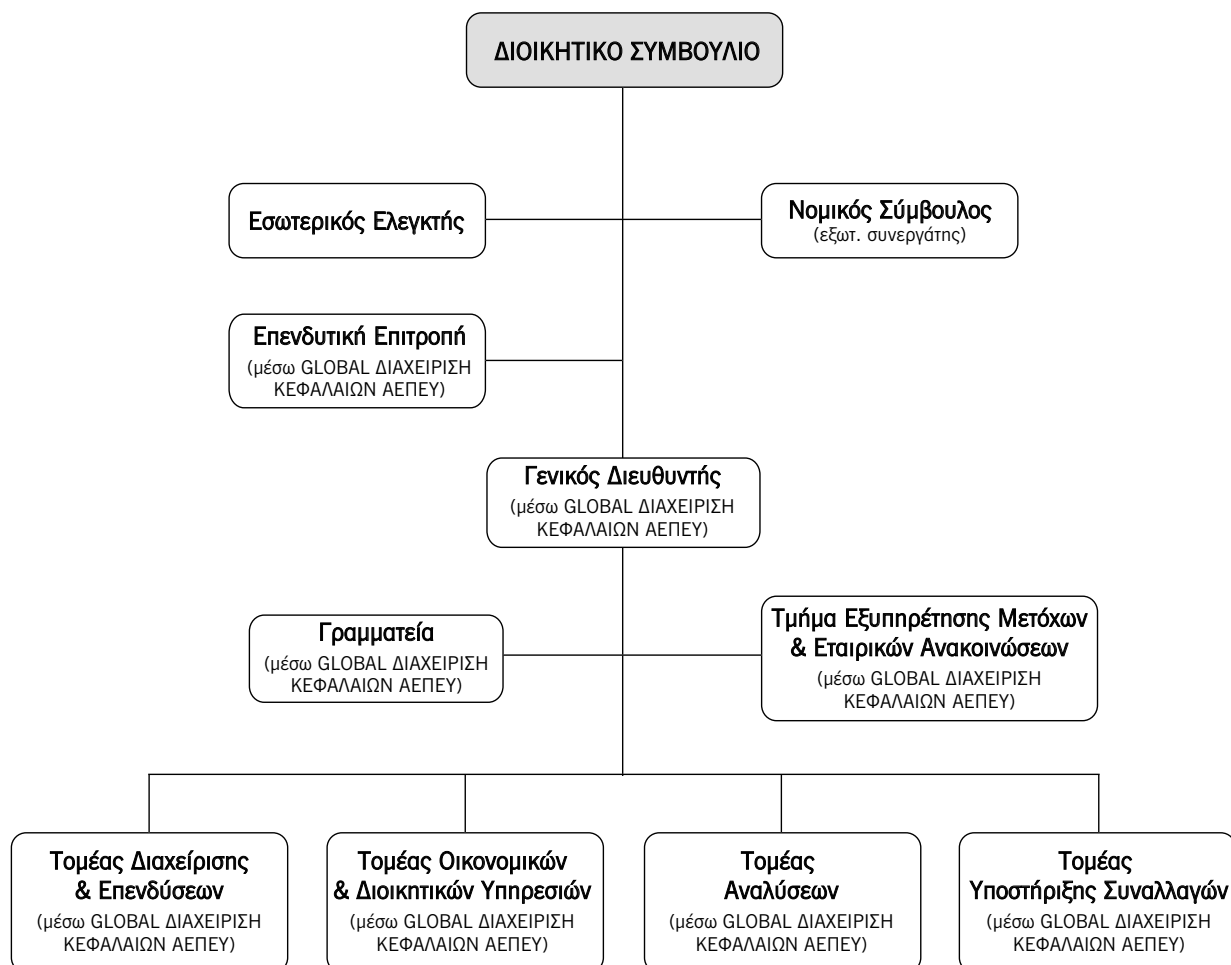 ΔΙΟΙΚΗΤΙΚΟ ΣΥΜΒΟΥΛΙΟ
Εσωτερικός Ελεγκτής
Νομικός Σύμβουλος
(εξωτ. συνεργάτης)
Επενδυτική Επιτροπή
(μέσω GLOBAL ΔΙΑΧΕΙΡΙΣΗ
ΚΕΦΑΛΑΙΩΝ ΑΕΠΕΥ)
Γενικός Διευθυντής
(μέσω GLOBAL ΔΙΑΧΕΙΡΙΣΗ
ΚΕΦΑΛΑΙΩΝ ΑΕΠΕΥ)
Γραμματεία
(μέσω GLOBAL ΔΙΑΧΕΙΡΙΣΗ
ΚΕΦΑΛΑΙΩΝ ΑΕΠΕΥ)
Τμήμα Εξυπηρέτησης Μετόχων
& Εταιρικών Ανακοινώσεων
(μέσω GLOBAL ΔΙΑΧΕΙΡΙΣΗ
ΚΕΦΑΛΑΙΩΝ ΑΕΠΕΥ)
Τομέας Διαχείρισης
& Επενδύσεων
(μέσω GLOBAL ΔΙΑΧΕΙΡΙΣΗ
ΚΕΦΑΛΑΙΩΝ ΑΕΠΕΥ)
Τομέας Οικονομικών
& Διοικητικών Υπηρεσιών
(μέσω GLOBAL ΔΙΑΧΕΙΡΙΣΗ
ΚΕΦΑΛΑΙΩΝ ΑΕΠΕΥ)
Τομέας
Αναλύσεων
(μέσω GLOBAL ΔΙΑΧΕΙΡΙΣΗ
ΚΕΦΑΛΑΙΩΝ ΑΕΠΕΥ)
Τομέας
Υποστήριξης Συναλλαγών
(μέσω GLOBAL ΔΙΑΧΕΙΡΙΣΗ
ΚΕΦΑΛΑΙΩΝ ΑΕΠΕΥ)